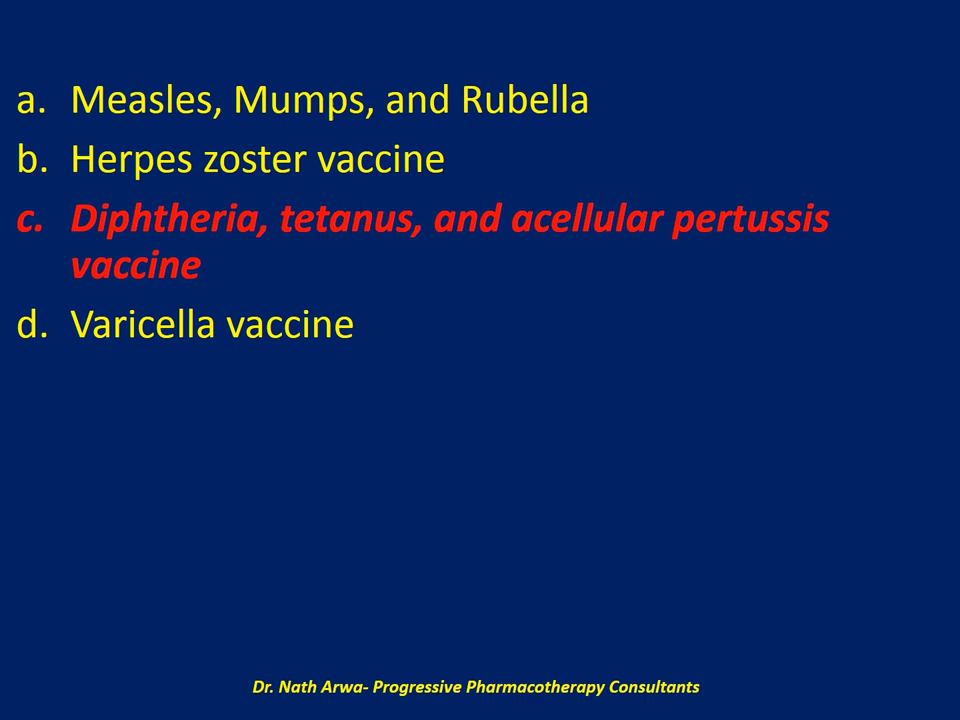 a. Measles, Mumps, and Rubella
b. Herpes zoster vaccine
c. Diphtheria, tetanus, and acellular pertussis
vaccine
d. Varicella vaccine
Dr. Nath Arwa- Progressive Pharmacotherapy Consultants